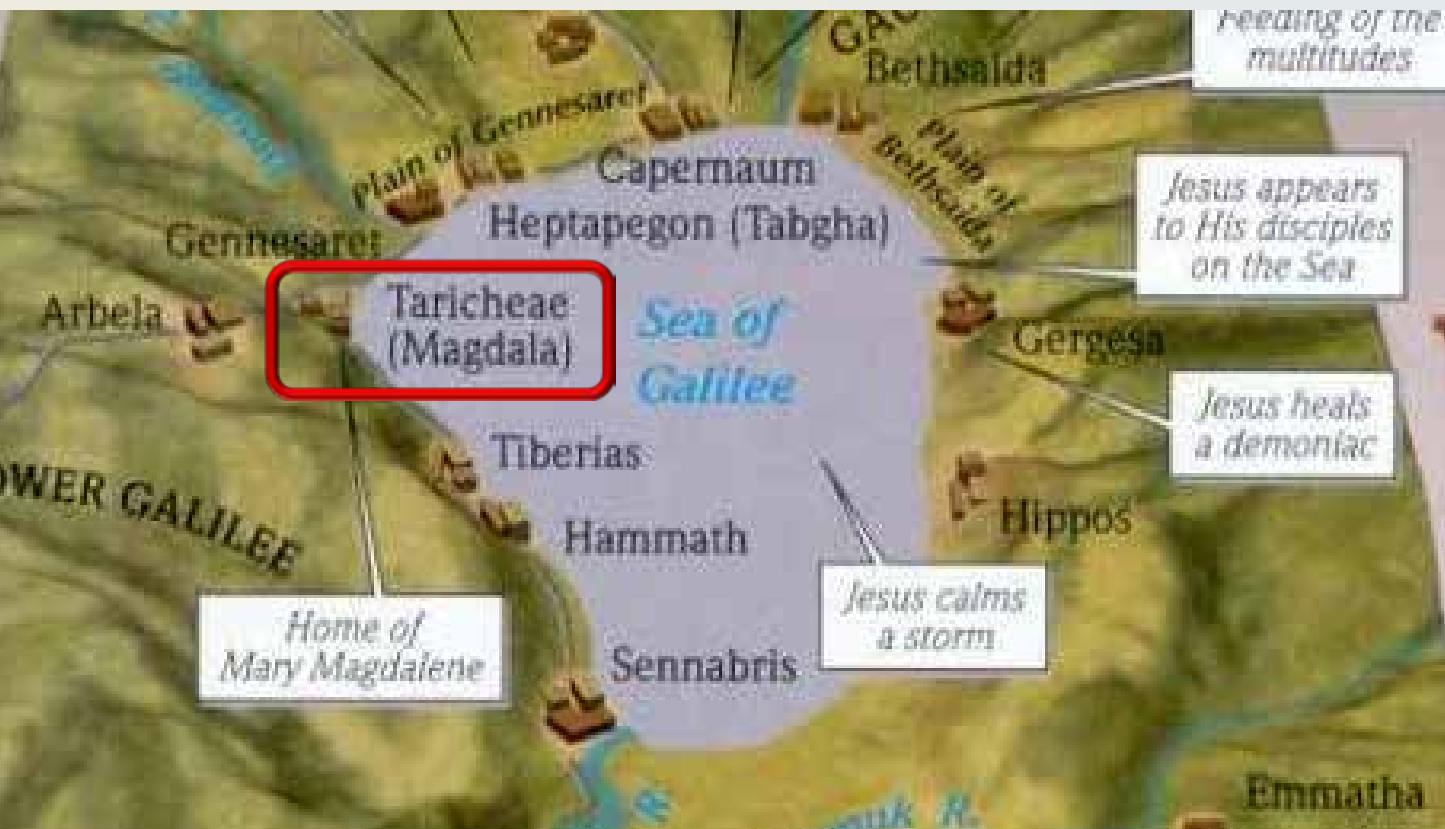 Feeding of the
multitudes
Bethsaida
Plain of Gennesaret
Plain of
Bethsaida
Capernaum
Heptapegon (Tabgha)
Jesus appears
to His disciples
on the Sea
Gennesaret
Arbela
Taricheae
(Magdala)
Sea of
Galilee
Gergesa
Jesus heals
a demoniac
Tiberias
LOWER GALILEE
Hippos
Hammath
Jesus calms
a storm
Home of
Mary Magdalene
Sennabris
Emmatha
R.
R.